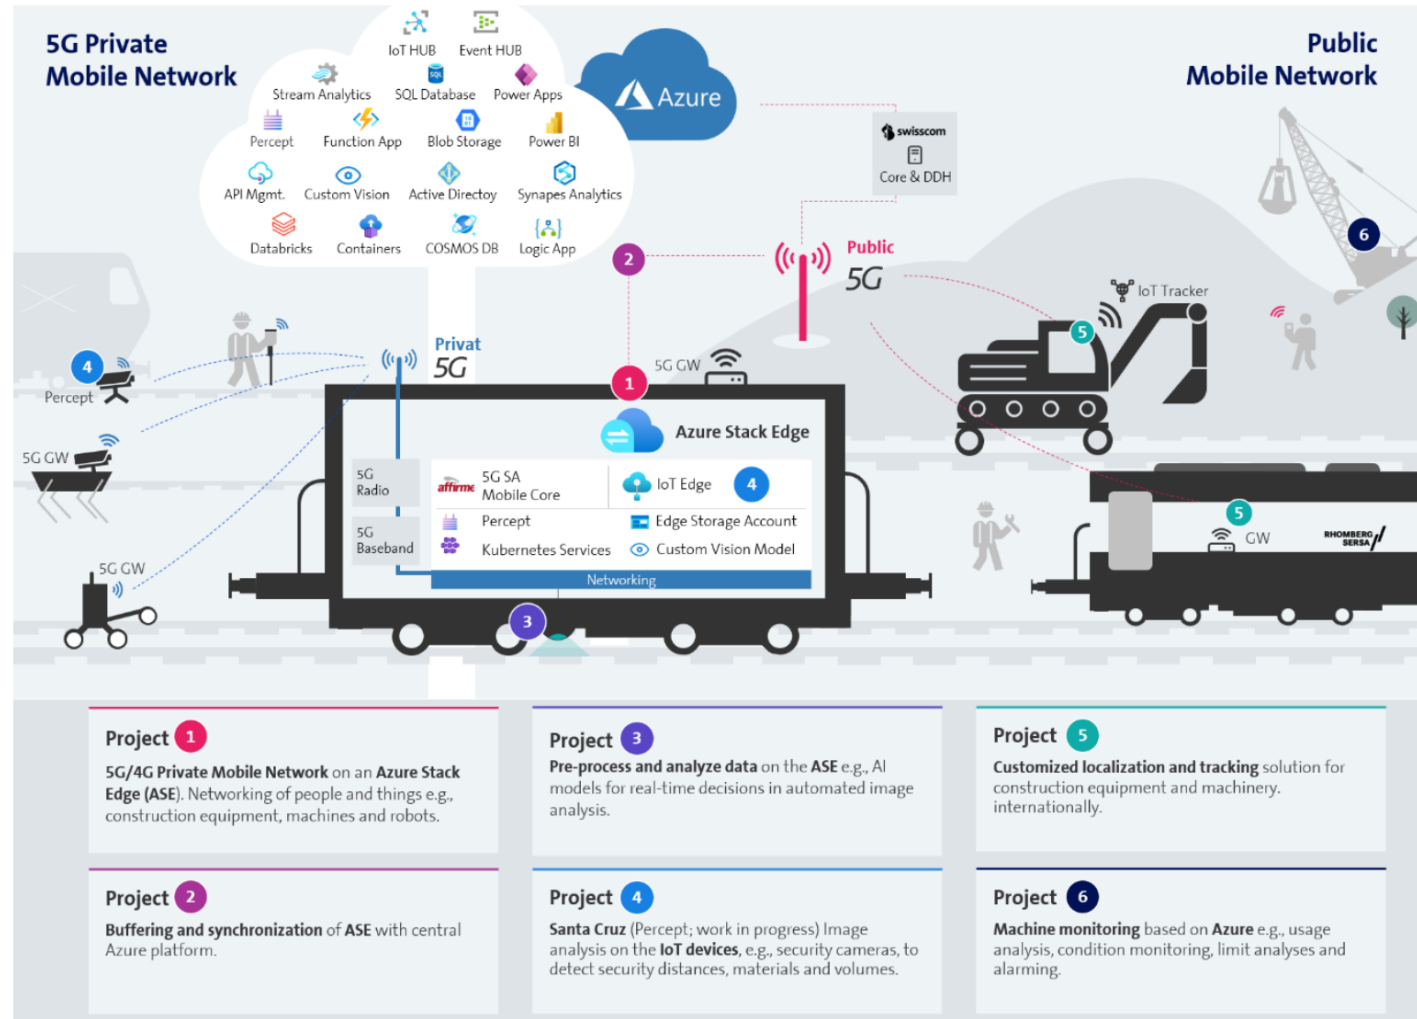 5G Private
Mobile Network
Public
Mobile Network
IoT HUB
Event HUB
Stream Analytics
SQL
SQL Database
Power Apps
Percept
Function App
Blob Storage
Power BI
API Mgmt.
Custom Vision
Active Directoy
Synapes Analytics
Databricks
Containers
COSMOS DB
Logic App
Azure
swisscom
Core & DDH
2
Public
5G
6
IoT Tracker
5
4
Percept
Privat
5G
5G GW
1
5G GW
Azure Stack Edge
5G
Radio
affirme
5G SA
Mobile Core
IoT Edge
4
Percept
Edge Storage Account
5G
Baseband
Kubernetes Services
Custom Vision Model
Networking
5
GW
RHOMBERG
SERSA
5G GW
3
Project 1
5G/4G Private Mobile Network on an Azure Stack
Edge (ASE). Networking of people and things e.g.,
construction equipment, machines and robots.
Project 3
Pre-process and analyze data on the ASE e.g., AI
models for real-time decisions in automated image
analysis.
Project 5
Customized localization and tracking solution for
construction equipment and machinery.
internationally.
Project 2
Buffering and synchronization of ASE with central
Azure platform.
Project 4
Santa Cruz (Percept; work in progress) Image
analysis on the IoT devices, e.g., security cameras, to
detect security distances, materials and volumes.
Project 6
Machine monitoring based on Azure e.g., usage
analysis, condition monitoring, limit analyses and
alarming.